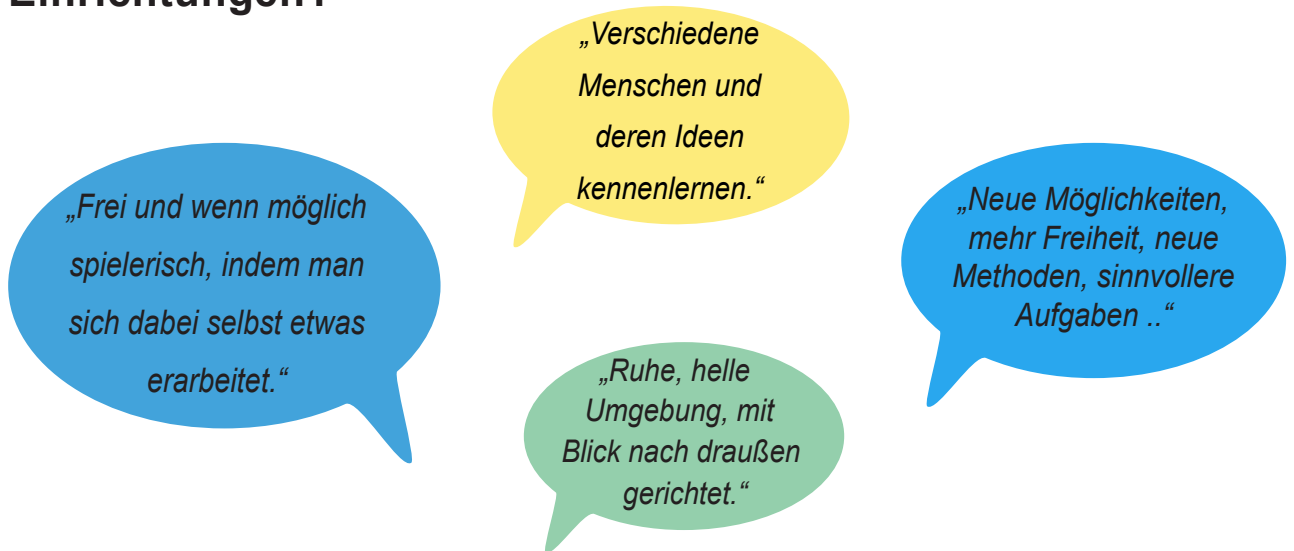 Einrichtungen?
„Verschiedene
Menschen und
deren Ideen
kennenlernen.“
„Frei und wenn möglich
spielerisch, indem man
sich dabei selbst etwas
erarbeitet.“
„Neue Möglichkeiten,
mehr Freiheit, neue
Methoden, sinnvollere
Aufgaben ..“
„Ruhe, helle
Umgebung, mit
Blick nach draußen
gerichtet.“